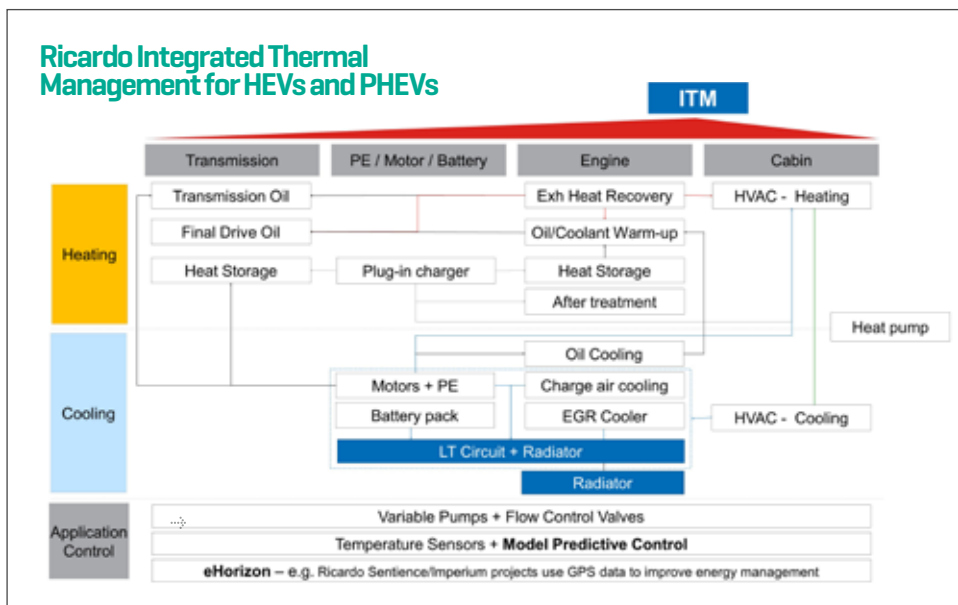 Ricardo Integrated Thermal
Management for HEVs and PHEVs
ITM
Transmission
PE / Motor / Battery
Engine
Cabin
Heating
Transmission Oil
Exh Heat Recovery
HVAC - Heating
Final Drive Oil
Oil/Coolant Warm-up
Heat Storage
Plug-in charger
Heat Storage
After treatment
Heat pump
Cooling
Oil Cooling
Motors + PE
Charge air cooling
Battery pack
EGR Cooler
HVAC - Cooling
LT Circuit + Radiator
Radiator
Application
Control
Variable Pumps + Flow Control Valves
Temperature Sensors + Model Predictive Control
eHorizon – e.g. Ricardo Sentience/Imperium projects use GPS data to improve energy management